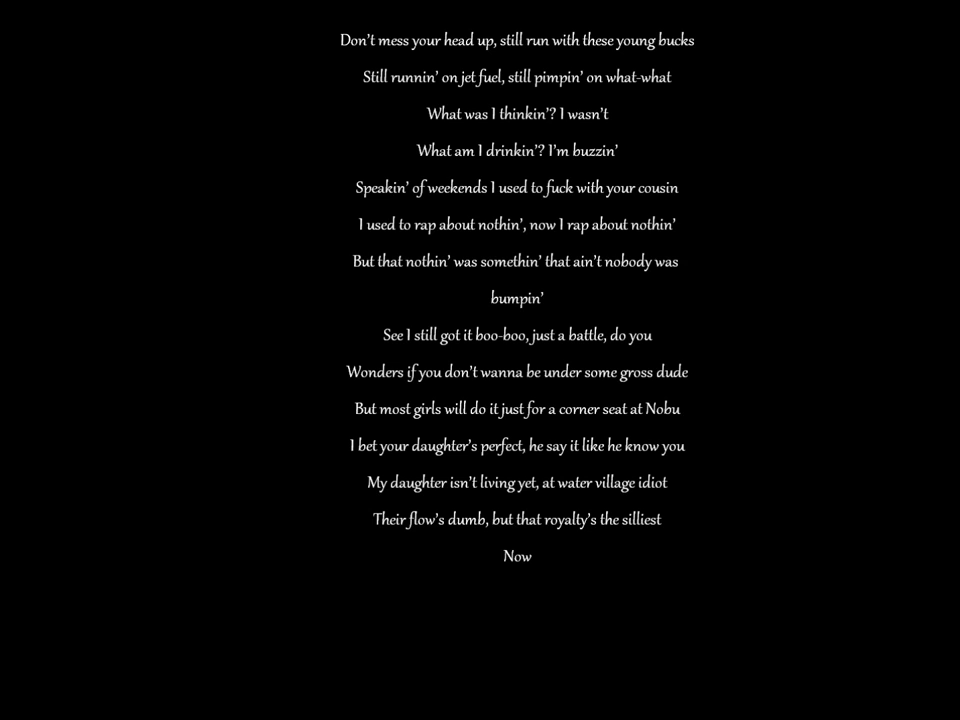 Don't mess your head up, still run with these young bucks
Still runnin' on jet fuel, still pimpin' on what-what
What was I thinkin'? I wasn't
What am I drinkin'? I'm buzzin'
Speakin' of weekends I used to fuck with your cousin
I used to rap about nothin', now I rap about nothin'
But that nothin' was somethin' that ain't nobody was
bumpin'
See I still got it boo-boo, just a battle, do you
Wonders if you don't wanna be under some gross dude
But most girls will do it just for a corner seat at Nobu
I bet your daughter's perfect, he say it like he know you
My daughter isn't living yet, at water village idiot
Their flow's dumb, but that royalty's the silliest
Now